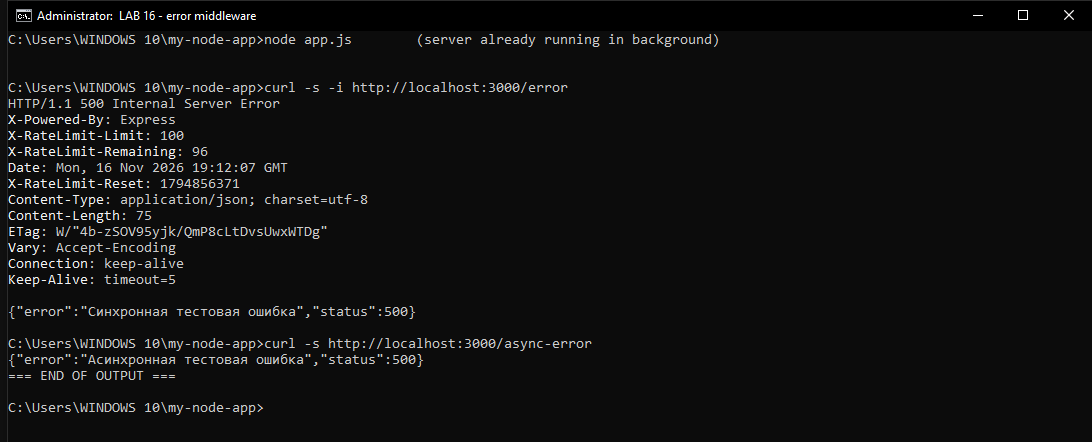 Administrator: LAB 16 - error middleware
C:\Users\WINDOWS 10\my-node-app>node app.js        (server already running in background)
C:\Users\WINDOWS 10\my-node-app>curl -s -i http://localhost:3000/error
HTTP/1.1 500 Internal Server Error
X-Powered-By: Express
X-RateLimit-Limit: 100
X-RateLimit-Remaining: 96
Date: Mon, 16 Nov 2026 19:12:07 GMT
X-RateLimit-Reset: 1794856371
Content-Type: application/json; charset=utf-8
Content-Length: 75
ETag: W/"4b-zSOV95yjk/QmP8cLtDvsUwxWTDg"
Vary: Accept-Encoding
Connection: keep-alive
Keep-Alive: timeout=5
{"error":"Синхронная тестовая ошибка","status":500}
C:\Users\WINDOWS 10\my-node-app>curl -s http://localhost:3000/async-error
{"error":"Асинхронная тестовая ошибка","status":500}
=== END OF OUTPUT ===
C:\Users\WINDOWS 10\my-node-app>